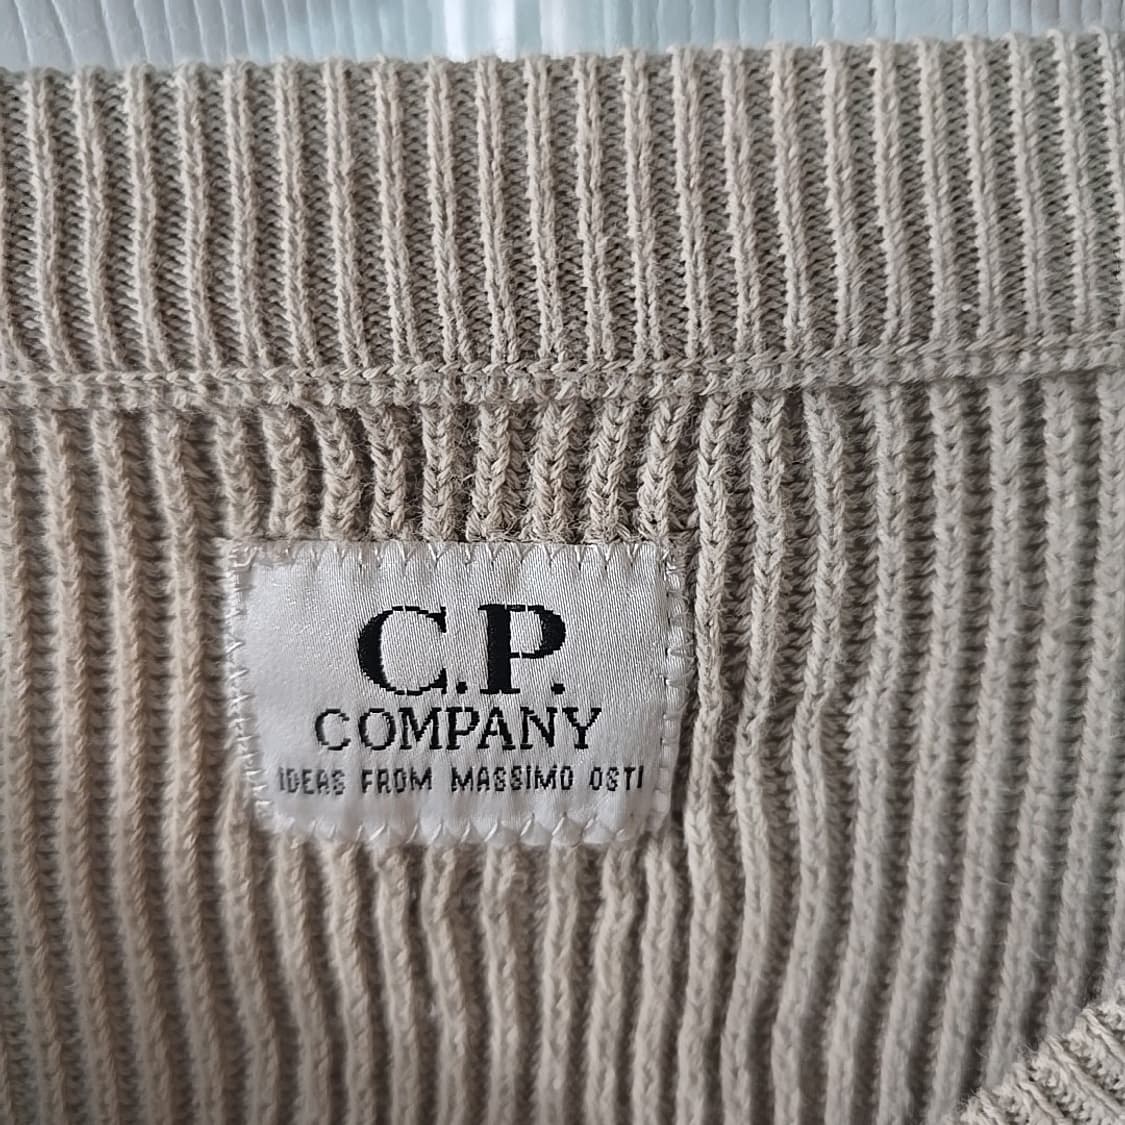 C.P.
COMPANY
IDEAS FROM MASSIMO OSTI